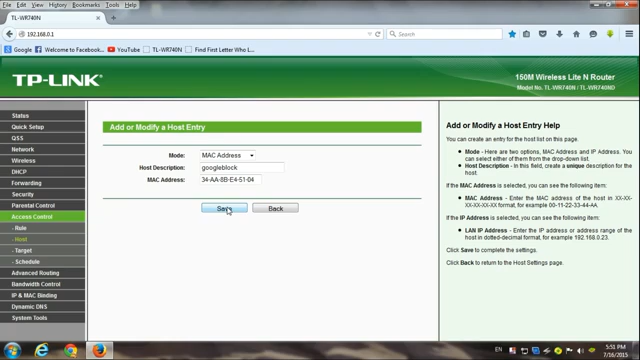 File Edit View History Bookmarks Tools Help
TL-WR740N
192.168.0.1
Search
Google Welcome to Facebook... YouTube TL-WR740N Find First Letter Who L...
TP-LINK
150M Wireless Lite N Router
Model No. TL-WR740N / TL-WR740ND
Status
Quick Setup
QSS
Network
Wireless
DHCP
Forwarding
Security
Parental Control
Access Control
- Rule
- Host
- Target
- Schedule
Advanced Routing
Bandwidth Control
IP & MAC Binding
Dynamic DNS
System Tools
Add or Modify a Host Entry
Mode: MAC Address
Host Description: googleblock
MAC Address: 34-AA-8B-E4-51-04
Save Back
Add or Modify a Host Entry Help
You can create an entry for the host list on this page.
Mode - Here are two options, MAC Address and IP Address. You
can select either of them from the drop-down list.
Host Description - In this field, create a unique description for
the host.
If the MAC Address is selected, you can see the following item:
MAC Address - Enter the MAC address of the host in XX-
XX-XX-XX-XX-XX format, for example 00-11-22-33-44-AA.
If the IP Address is selected, you can see the following item:
LAN IP Address - Enter the IP address or address range of the
host in dotted-decimal format, for example 192.168.0.23.
Click Save to complete the settings.
Click Back to return to the Host Settings page.
EN
5:51 PM
7/16/2015